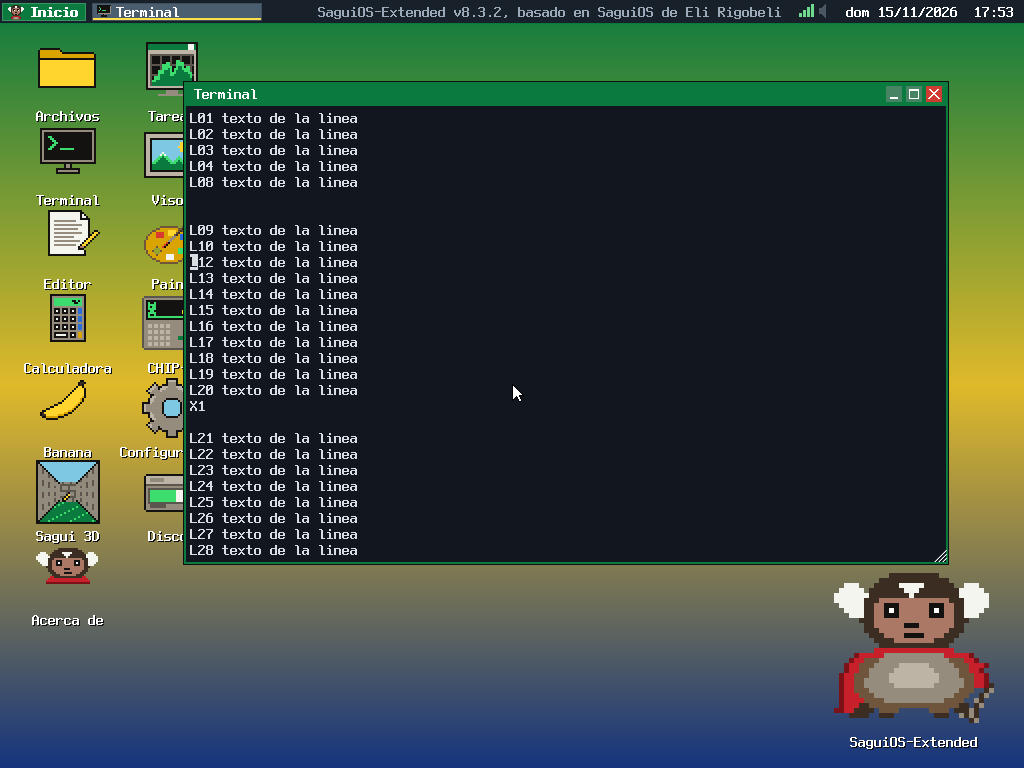 Inicio
Terminal
SaguiOS-Extended v8.3.2, basado en SaguiOS de Eli Rigobeli
dom 15/11/2026 17:53
Archivos
Terminal
Editor
Calculadora
Banana
Sagui 3D
Acerca de
Tarea
Viso
Pain
CHIP
Configur
Disco
Terminal
L01 texto de la linea
L02 texto de la linea
L03 texto de la linea
L04 texto de la linea
L08 texto de la linea
L09 texto de la linea
L10 texto de la linea
L12 texto de la linea
L13 texto de la linea
L14 texto de la linea
L15 texto de la linea
L16 texto de la linea
L17 texto de la linea
L18 texto de la linea
L19 texto de la linea
L20 texto de la linea
X1
L21 texto de la linea
L22 texto de la linea
L23 texto de la linea
L24 texto de la linea
L25 texto de la linea
L26 texto de la linea
L27 texto de la linea
L28 texto de la linea
SaguiOS-Extended